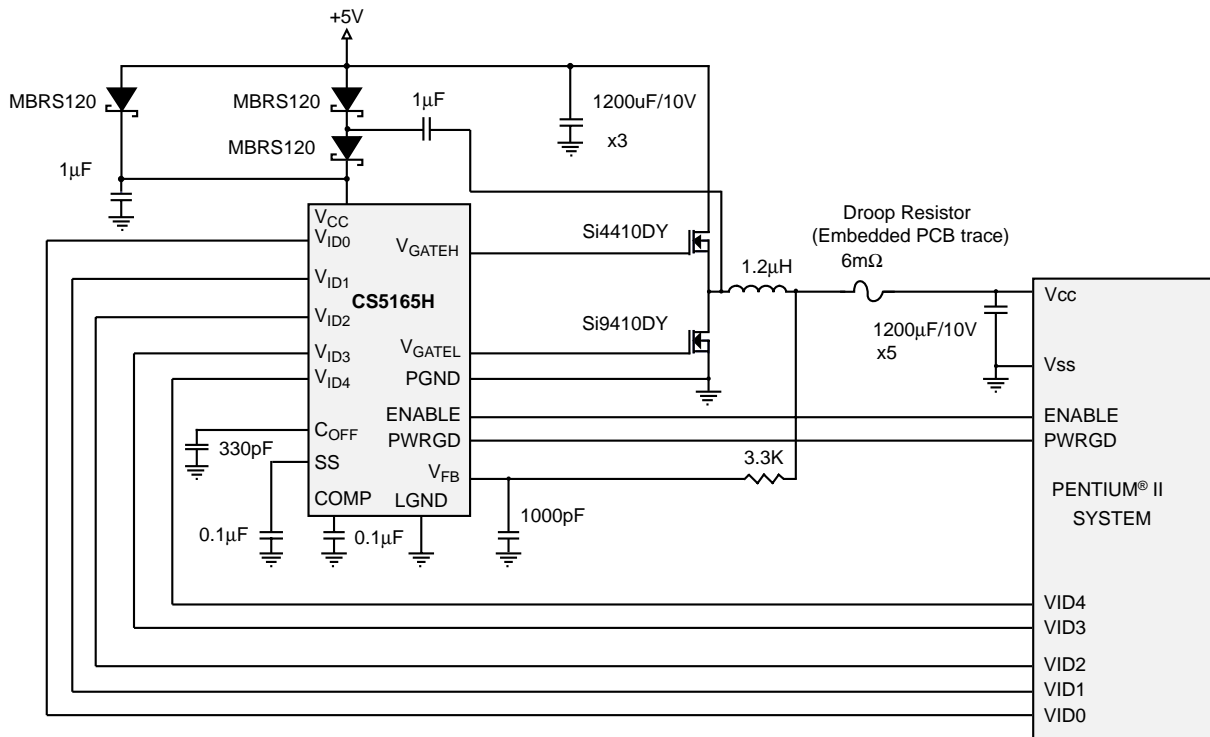 +5V
MBRS120
MBRS120
1μF
1200uF/10V
x3
MBRS120
1μF
VCC
VID0
VID1
VID2
VID3
VID4
COFF
SS
COMP
LGND
CS5165H
VGATEH
VGATEL
PGND
ENABLE
PWRGD
VFB
Si4410DY
Si9410DY
1.2μH
Droop Resistor
(Embedded PCB trace)
6mΩ
1200μF/10V
x5
330pF
0.1μF
0.1μF
1000pF
3.3K
Vcc
Vss
ENABLE
PWRGD
PENTIUM® II
SYSTEM
VID4
VID3
VID2
VID1
VID0